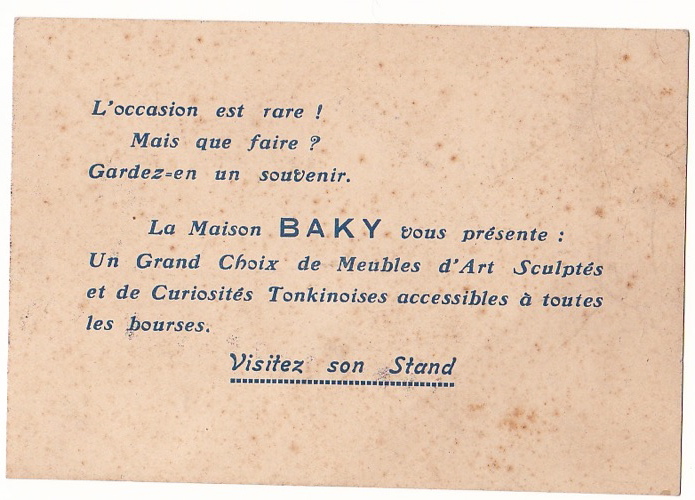 L'occasion est rare !
Mais que faire ?
Gardez-en un souvenir.
La Maison BAKY vous présente :
Un Grand Choix de Meubles d'Art Sculptés
et de Curiosités Tonkinoises accessibles à toutes
les bourses.
Visitez son Stand